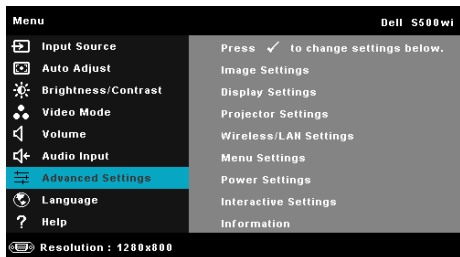 Menu Dell S500wi
Input Source
Auto Adjust
Brightness/Contrast
Video Mode
Volume
Audio Input
Advanced Settings
Language
? Help
Press ✓ to change settings below.
Image Settings
Display Settings
Projector Settings
Wireless/LAN Settings
Menu Settings
Power Settings
Interactive Settings
Information
Resolution : 1280x800